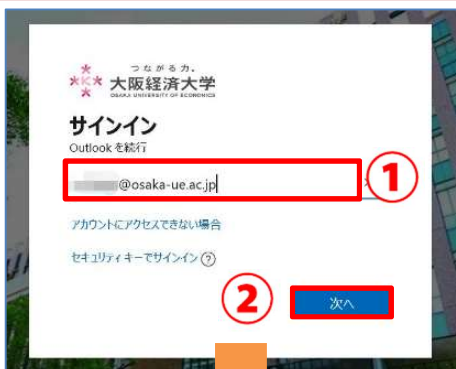 つながる力。
大阪経済大学
OSAKA UNIVERSITY OF ECONOMICS
サインイン
Outlook を続行
@osaka-ue.ac.jp
①
アカウントにアクセスできない場合
セキュリティ キーでサインイン
② 次へ